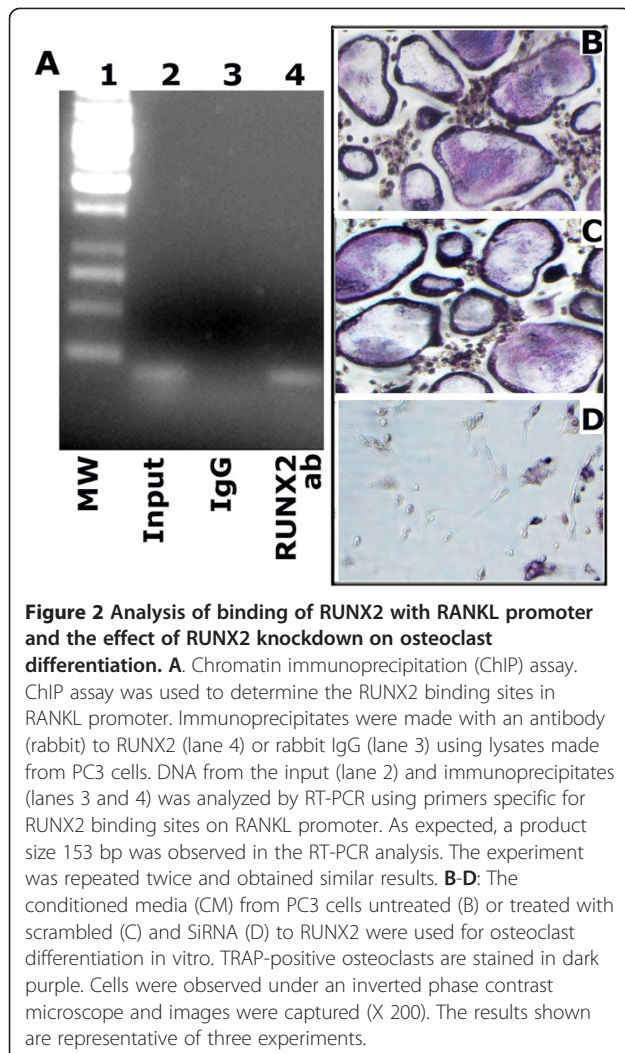 A
1 2 3 4
MW
Input
IgG
RUNX2
ab
B
C
D
Figure 2 Analysis of binding of RUNX2 with RANKL promoter
and the effect of RUNX2 knockdown on osteoclast
differentiation. A. Chromatin immunoprecipitation (ChIP) assay.
ChIP assay was used to determine the RUNX2 binding sites in
RANKL promoter. Immunoprecipitates were made with an antibody
(rabbit) to RUNX2 (lane 4) or rabbit IgG (lane 3) using lysates made
from PC3 cells. DNA from the input (lane 2) and immunoprecipitates
(lanes 3 and 4) was analyzed by RT-PCR using primers specific for
RUNX2 binding sites on RANKL promoter. As expected, a product
size 153 bp was observed in the RT-PCR analysis. The experiment
was repeated twice and obtained similar results. B-D: The
conditioned media (CM) from PC3 cells untreated (B) or treated with
scrambled (C) and SiRNA (D) to RUNX2 were used for osteoclast
differentiation in vitro. TRAP-positive osteoclasts are stained in dark
purple. Cells were observed under an inverted phase contrast
microscope and images were captured (X 200). The results shown
are representative of three experiments.